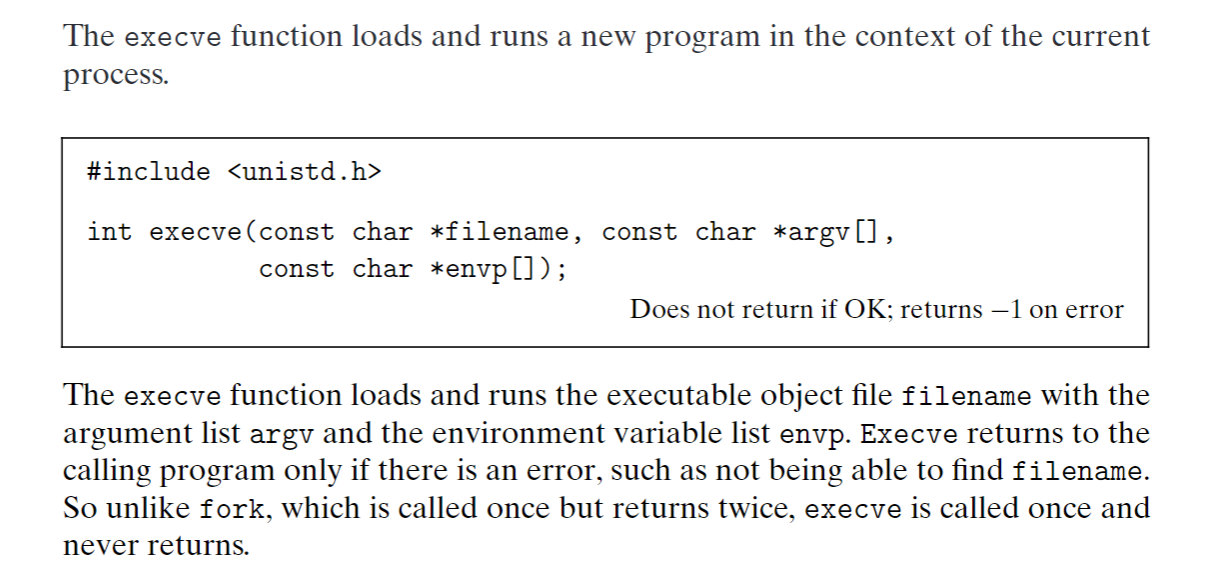 The execve function loads and runs a new program in the context of the current
process.
#include <unistd.h>
int execve(const char *filename, const char *argv[],
const char *envp[]);
Does not return if OK; returns −1 on error
The execve function loads and runs the executable object file filename with the
argument list argv and the environment variable list envp. Execve returns to the
calling program only if there is an error, such as not being able to find filename.
So unlike fork, which is called once but returns twice, execve is called once and
never returns.